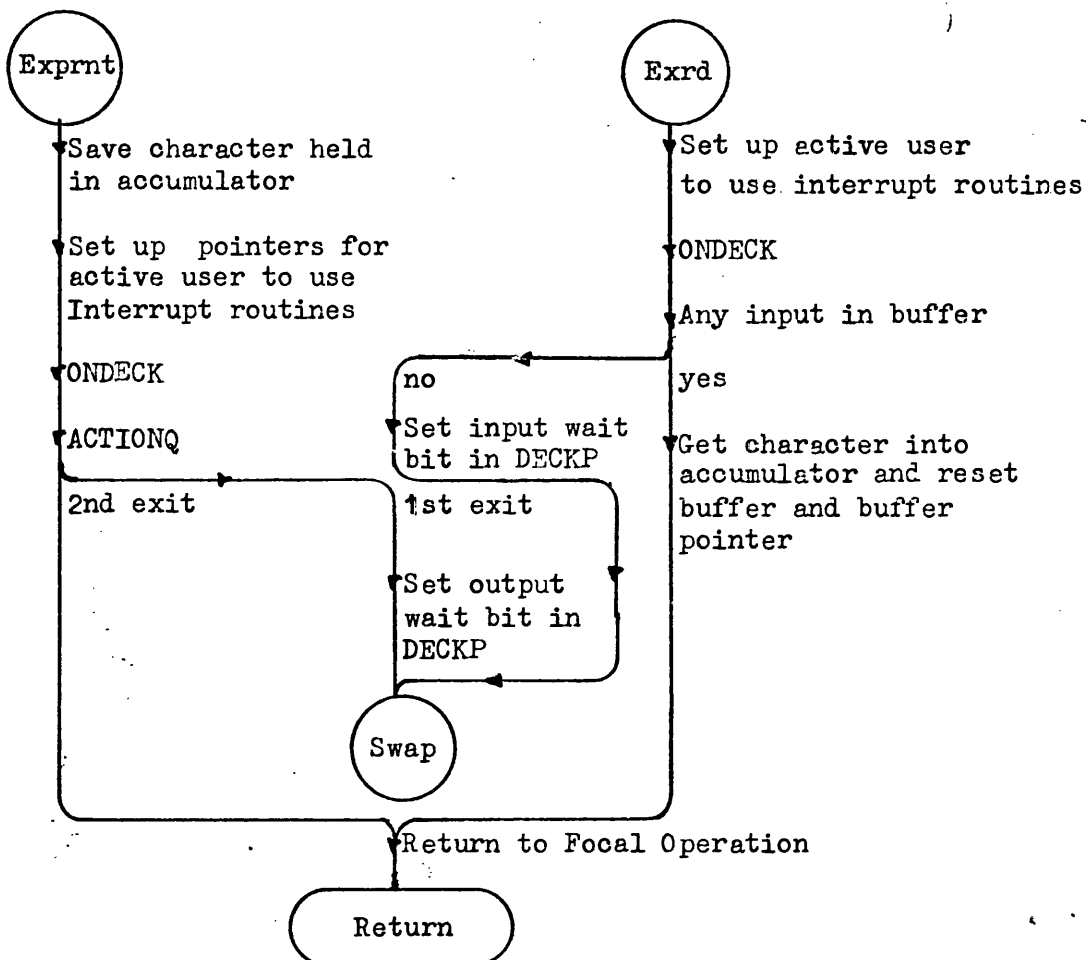 Exprnt
Save character held
in accumulator
Set up pointers for
active user to use
Interrupt routines
ONDECK
ACTIONQ
2nd exit
1st exit
Set output
wait bit in
DECKP
Exrd
Set up active user
to use interrupt routines
ONDECK
Any input in buffer
no
Set input wait
bit in DECKP
yes
Get character into
accumulator and reset
buffer and buffer
pointer
Swap
Return to Focal Operation
Return